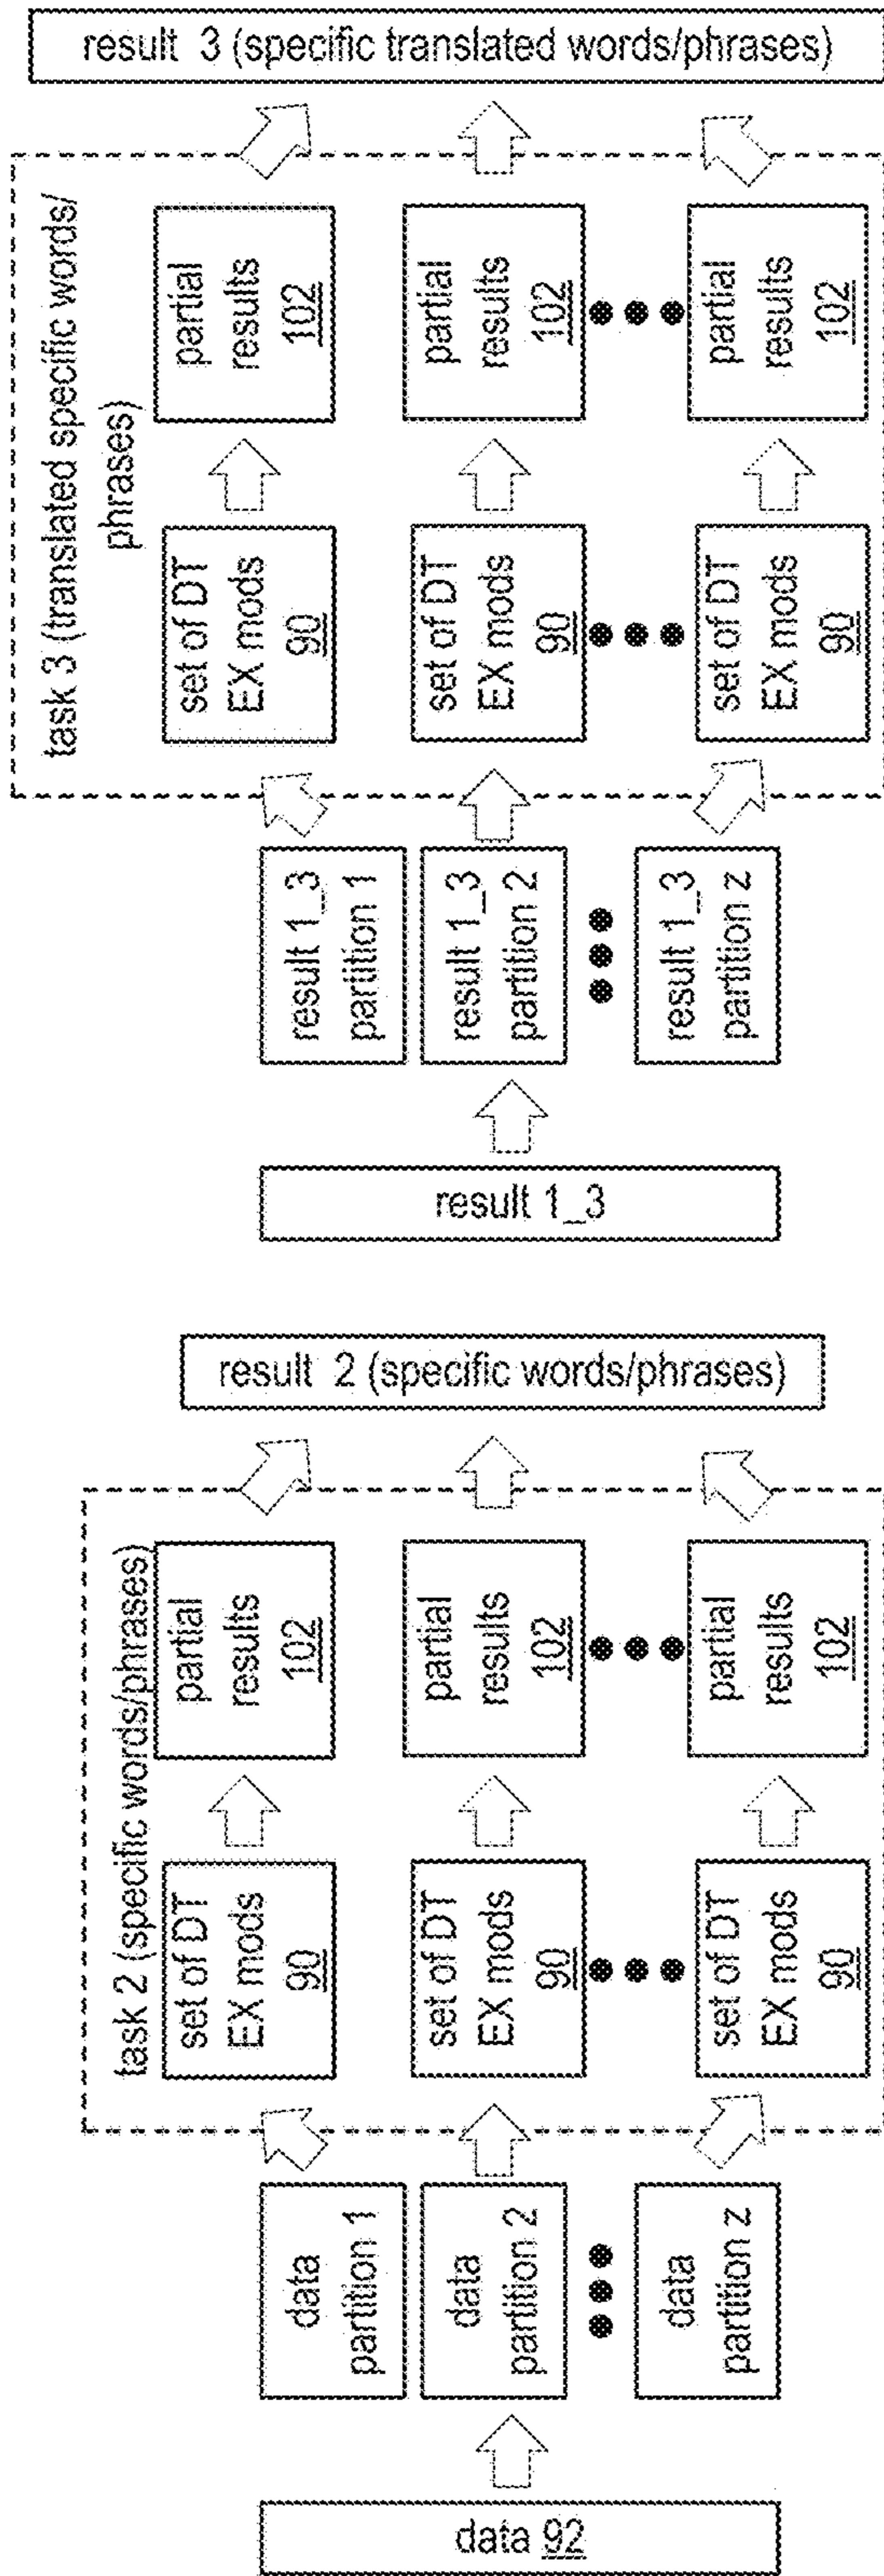 data 92
data
partition 1
data
partition 2
data
partition z
task 2 (specific words/phrases)
set of DT
EX mods
90
set of DT
EX mods
90
set of DT
EX mods
90
partial
results
102
partial
results
102
partial
results
102
result 2 (specific words/phrases)
result 1_3
result 1_3
partition 1
result 1_3
partition 2
result 1_3
partition z
task 3 (translated specific words/
phrases)
set of DT
EX mods
90
set of DT
EX mods
90
set of DT
EX mods
90
partial
results
102
partial
results
102
partial
results
102
result 3 (specific translated words/phrases)